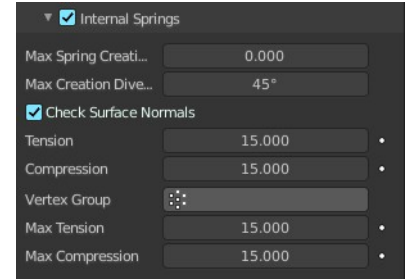 Internal Springs
Max Spring Creati... 0.000
Max Creation Dive... 45°
Check Surface Normals
Tension 15.000
Compression 15.000
Vertex Group
Max Tension 15.000
Max Compression 15.000